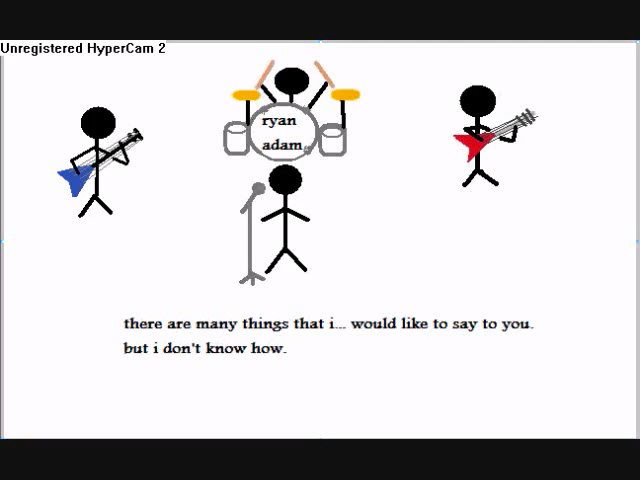 Unregistered HyperCam 2
ryan
adam
there are many things that i... would like to say to you.
but i don't know how.